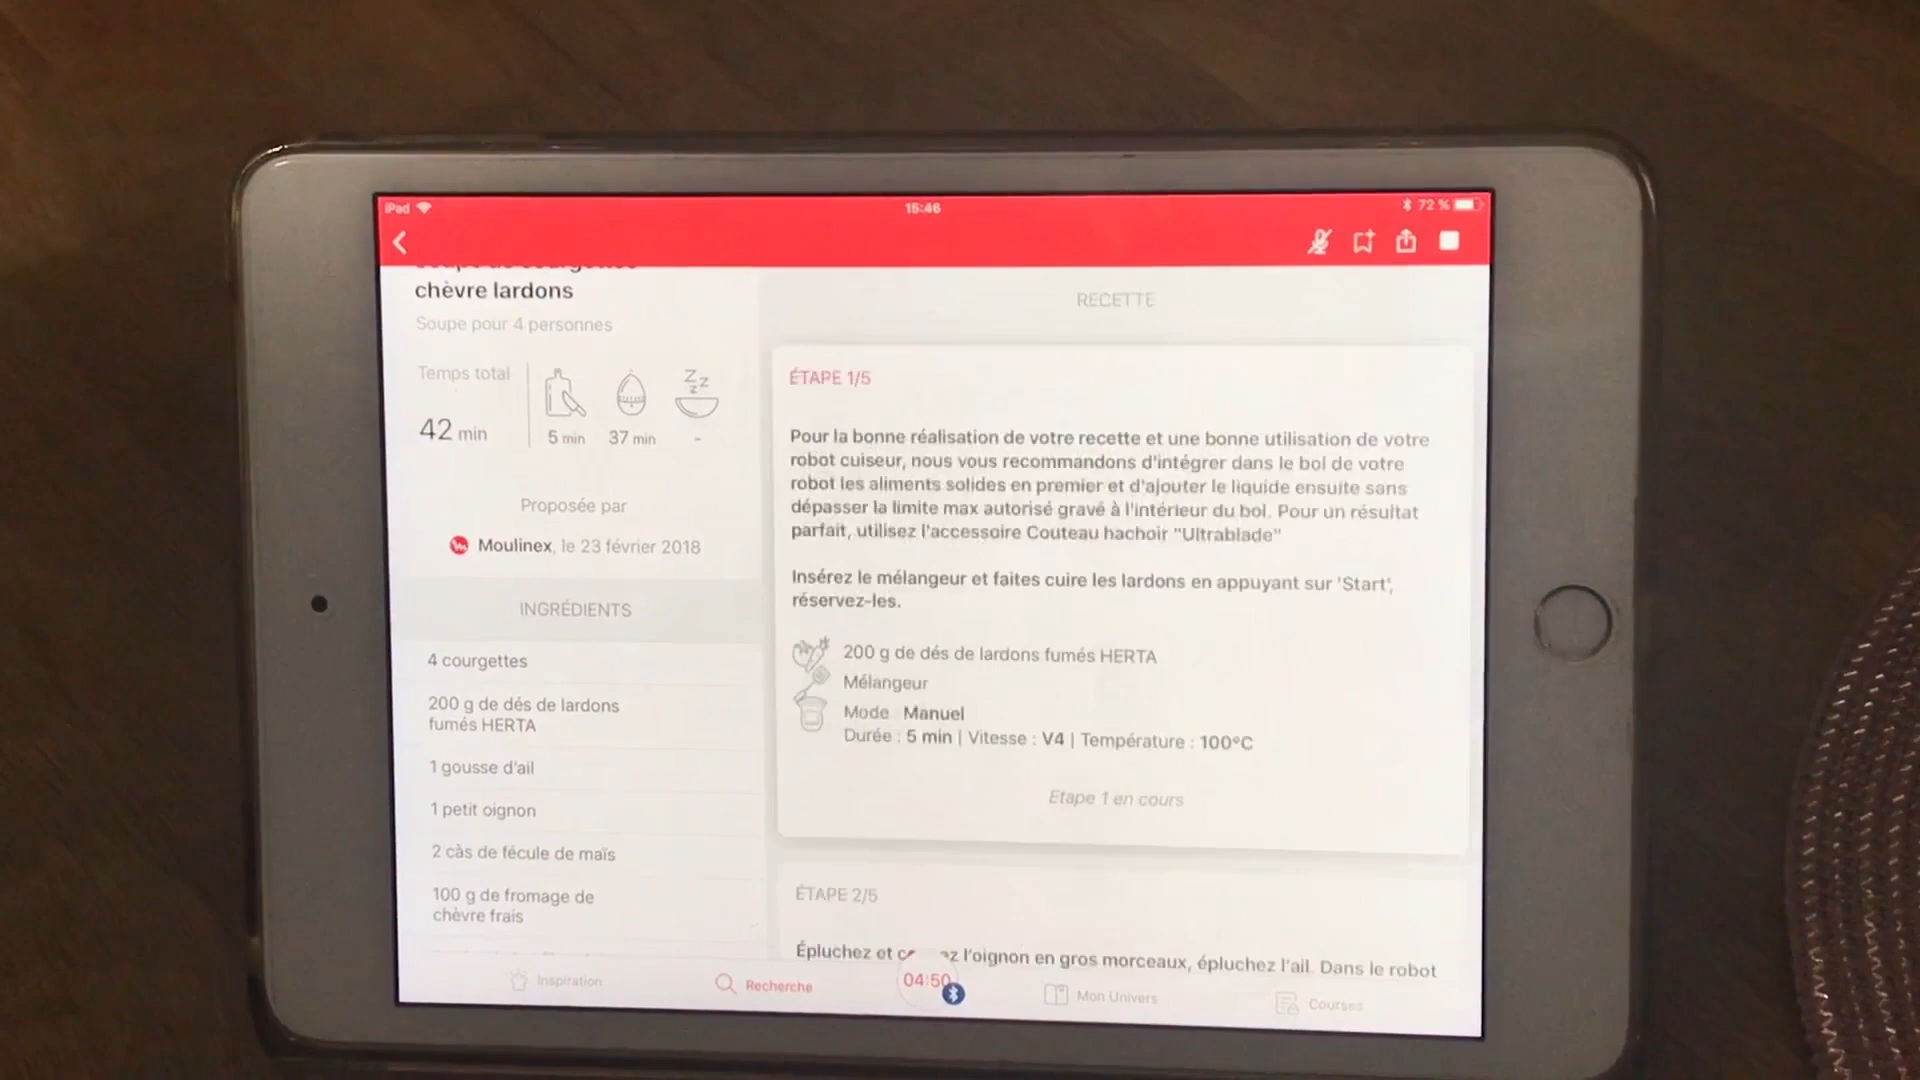 iPad
15:46
72 %
chèvre lardons
Soupe pour 4 personnes
Temps total
42 min
5 min
37 min
-
Proposée par
Moulinex, le 23 février 2018
INGRÉDIENTS
4 courgettes
200 g de dés de lardons
fumés HERTA
1 gousse d'ail
1 petit oignon
2 càs de fécule de maïs
100 g de fromage de
chèvre frais
RECETTE
ÉTAPE 1/5
Pour la bonne réalisation de votre recette et une bonne utilisation de votre
robot cuiseur, nous vous recommandons d'intégrer dans le bol de votre
robot les aliments solides en premier et d'ajouter le liquide ensuite sans
dépasser la limite max autorisé gravé à l'intérieur du bol. Pour un résultat
parfait, utilisez l'accessoire Couteau hachoir "Ultrablade"
Insérez le mélangeur et faites cuire les lardons en appuyant sur 'Start',
réservez-les.
200 g de dés de lardons fumés HERTA
Mélangeur
Mode : Manuel
Durée : 5 min | Vitesse : V4 | Température : 100°C
Etape 1 en cours
ÉTAPE 2/5
Épluchez et l'oignon en gros morceaux, épluchez l'ail. Dans le robot
Inspiration
Recherche
04:50
Mon Univers
Courses